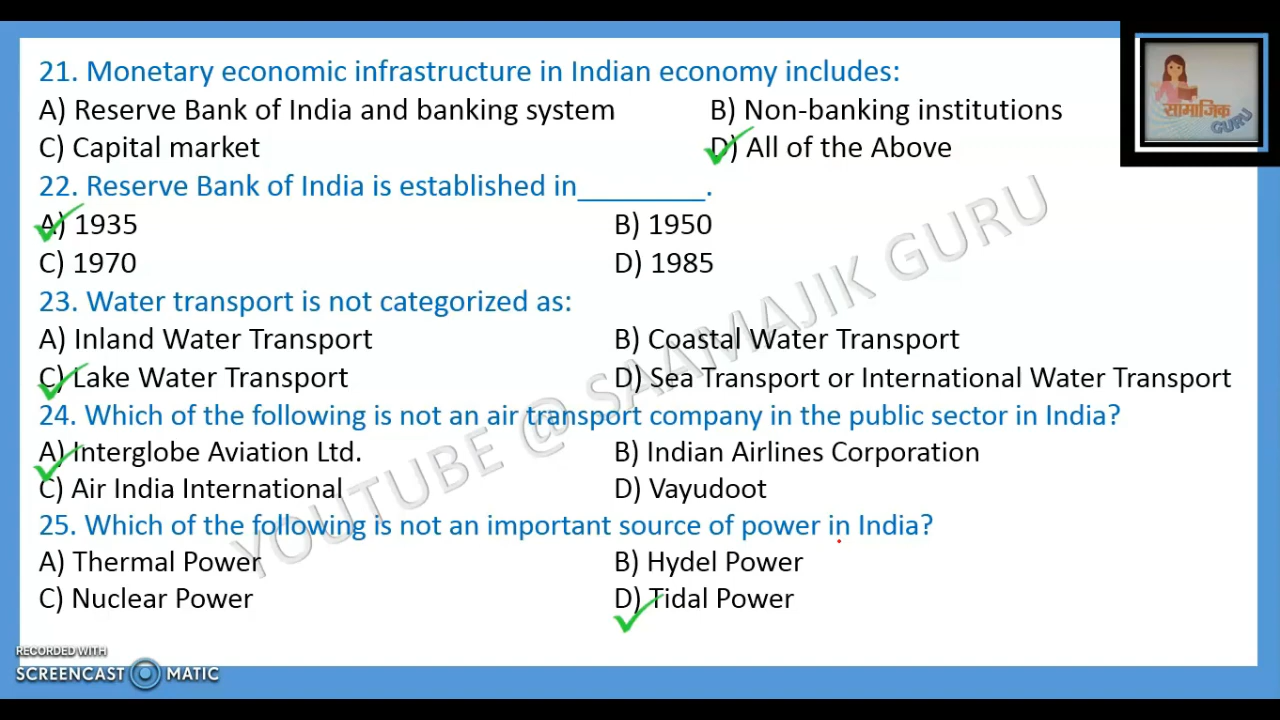 21. Monetary economic infrastructure in Indian economy includes:
A) Reserve Bank of India and banking system B) Non-banking institutions
C) Capital market D) All of the Above
22. Reserve Bank of India is established in________.
A) 1935 B) 1950
C) 1970 D) 1985
23. Water transport is not categorized as:
A) Inland Water Transport B) Coastal Water Transport
C) Lake Water Transport D) Sea Transport or International Water Transport
24. Which of the following is not an air transport company in the public sector in India?
A) Interglobe Aviation Ltd. B) Indian Airlines Corporation
C) Air India International D) Vayudoot
25. Which of the following is not an important source of power in India?
A) Thermal Power B) Hydel Power
C) Nuclear Power D) Tidal Power
सामाजिक
GURU
YOUTUBE @ SAAMAJIK GURU
RECORDED WITH
SCREENCAST MATIC